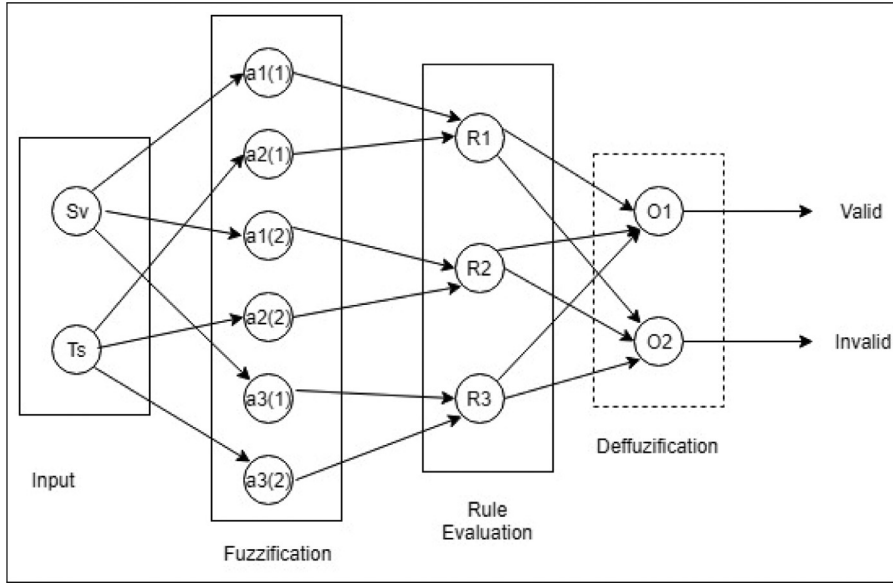 Sv
Ts
Input
a1(1)
a2(1)
a1(2)
a2(2)
a3(1)
a3(2)
Fuzzification
R1
R2
R3
Rule
Evaluation
O1
O2
Deffuzification
Valid
Invalid